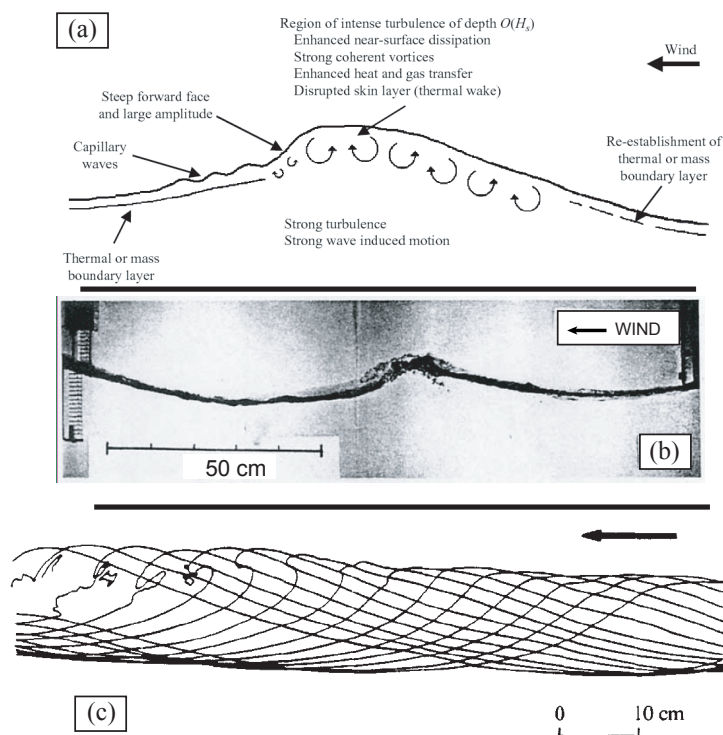 (a)
Region of intense turbulence of depth O(Hs)
Enhanced near-surface dissipation
Strong coherent vortices
Enhanced heat and gas transfer
Disrupted skin layer (thermal wake)
Wind
Steep forward face
and large amplitude
Capillary
waves
Re-establishment of
thermal or mass
boundary layer
Strong turbulence
Strong wave induced motion
Thermal or mass
boundary layer
WIND
50 cm
(b)
(c)
0 10 cm